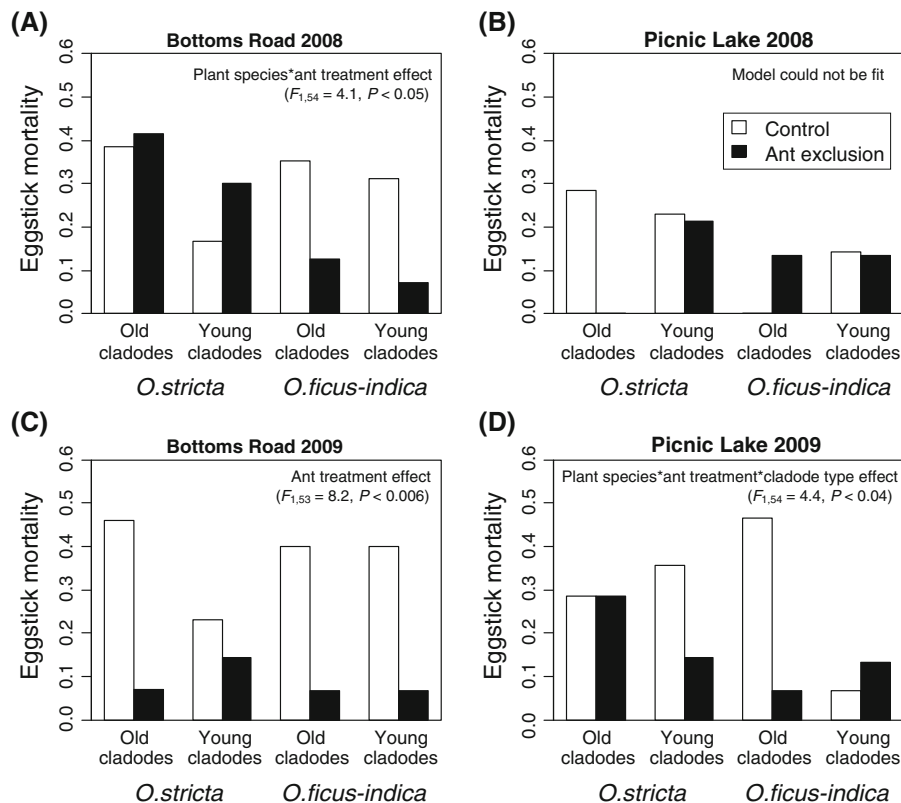 (A)
Bottoms Road 2008
Plant species*ant treatment effect
(F1,54 = 4.1, P < 0.05)
Eggstick mortality
0.6
0.5
0.4
0.3
0.2
0.1
0.0
Old cladodes
Young cladodes
Old cladodes
Young cladodes
O.stricta
O.ficus-indica
(B)
Picnic Lake 2008
Model could not be fit
Control
Ant exclusion
Eggstick mortality
0.6
0.5
0.4
0.3
0.2
0.1
0.0
Old cladodes
Young cladodes
Old cladodes
Young cladodes
O.stricta
O.ficus-indica
(C)
Bottoms Road 2009
Ant treatment effect
(F1,53 = 8.2, P < 0.006)
Eggstick mortality
0.6
0.5
0.4
0.3
0.2
0.1
0.0
Old cladodes
Young cladodes
Old cladodes
Young cladodes
O.stricta
O.ficus-indica
(D)
Picnic Lake 2009
Plant species*ant treatment*cladode type effect
(F1,54 = 4.4, P < 0.04)
Eggstick mortality
0.6
0.5
0.4
0.3
0.2
0.1
0.0
Old cladodes
Young cladodes
Old cladodes
Young cladodes
O.stricta
O.ficus-indica